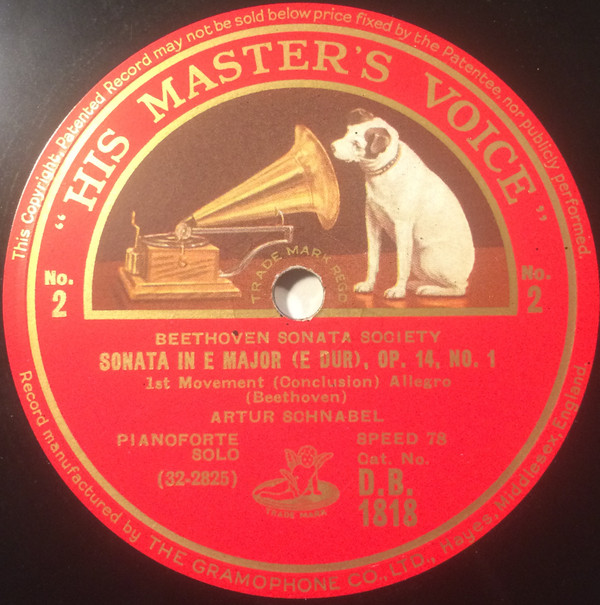 This Copyright, Patented Record may not be sold below price fixed by the Patentee, nor publicly performed.
"HIS MASTER'S VOICE"
TRADE MARK REGD
No. 2
No. 2
BEETHOVEN SONATA SOCIETY
SONATA IN E MAJOR (E DUR), OP. 14, NO. 1
1st Movement (Conclusion) Allegro
(Beethoven)
ARTUR SCHNABEL
PIANOFORTE
SOLO
(32-2825)
SPEED 78
Cat. No.
D.B.
1818
TRADE MARK
Record manufactured by THE GRAMOPHONE CO., LTD., Hayes, Middlesex, England.